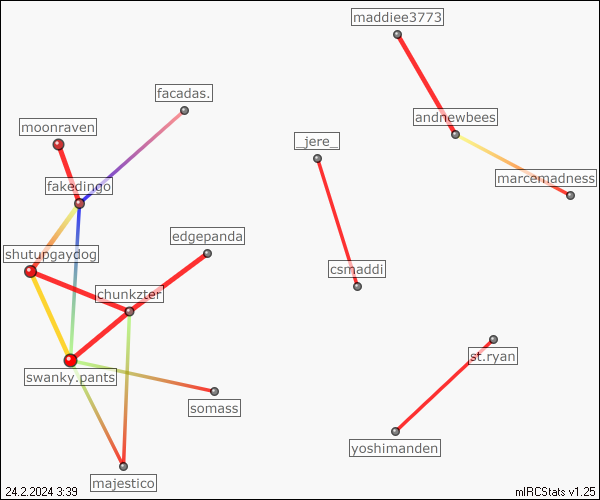 maddiee3773
facadas.
andnewbees
moonraven
_jere_
marcemadness
fakedingo
edgepanda
shutupgaydog
csmaddi
chunkzter
st.ryan
swanky.pants
somass
yoshimanden
majestico
24.2.2024 3:39
mIRCStats v1.25